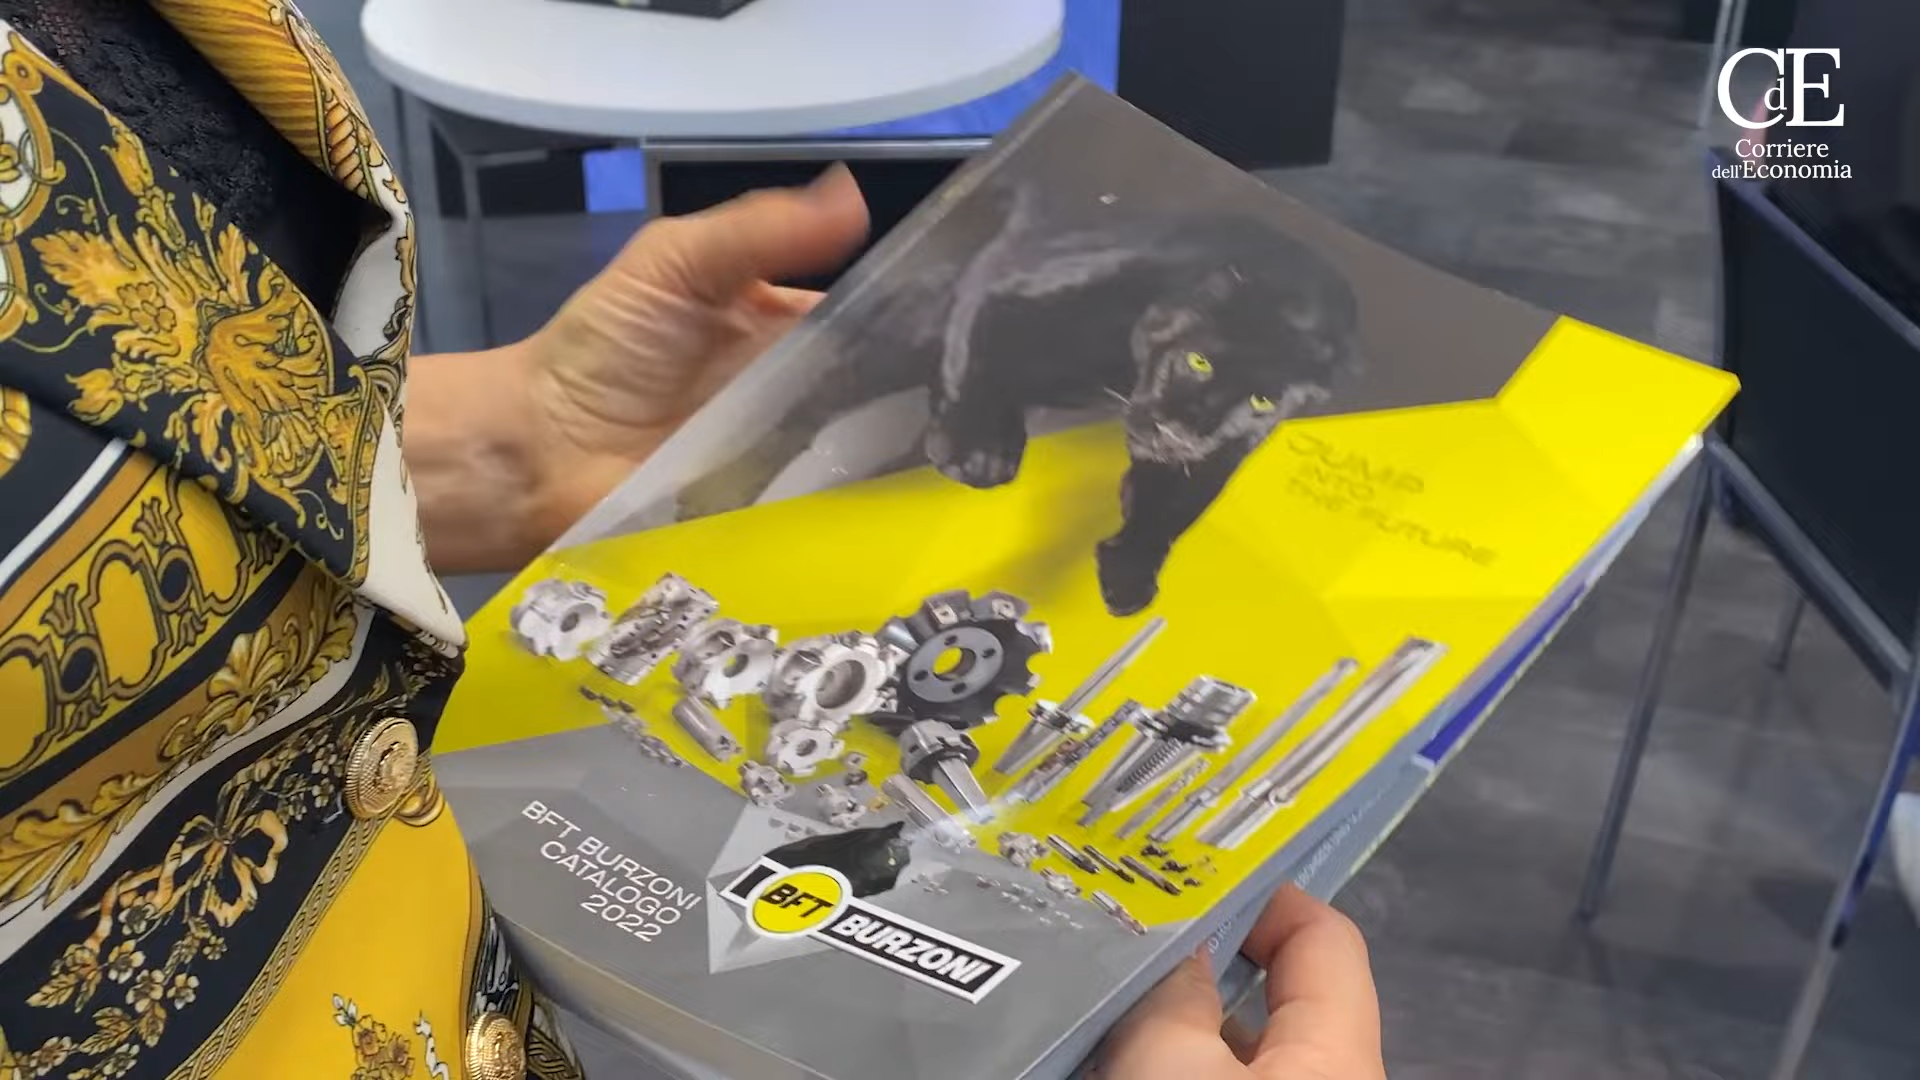 CdE
Corriere
dell'Economia
JUMP
INTO
THE FUTURE
BFT BURZONI
CATALOGO
2022
BFT BURZONI